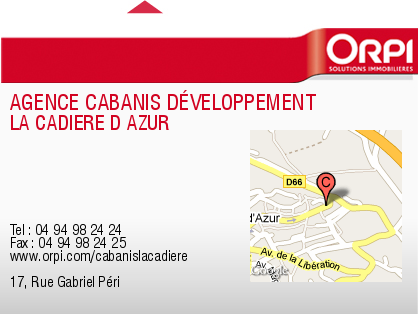 ORPI
SOLUTIONS IMMOBILIÈRES
AGENCE CABANIS DÉVELOPPEMENT
LA CADIERE D AZUR
D66
C
d'Azur
Av. de la Libération
Google
Tel : 04 94 98 24 24
Fax : 04 94 98 24 25
www.orpi.com/cabanislacadiere
17, Rue Gabriel Péri